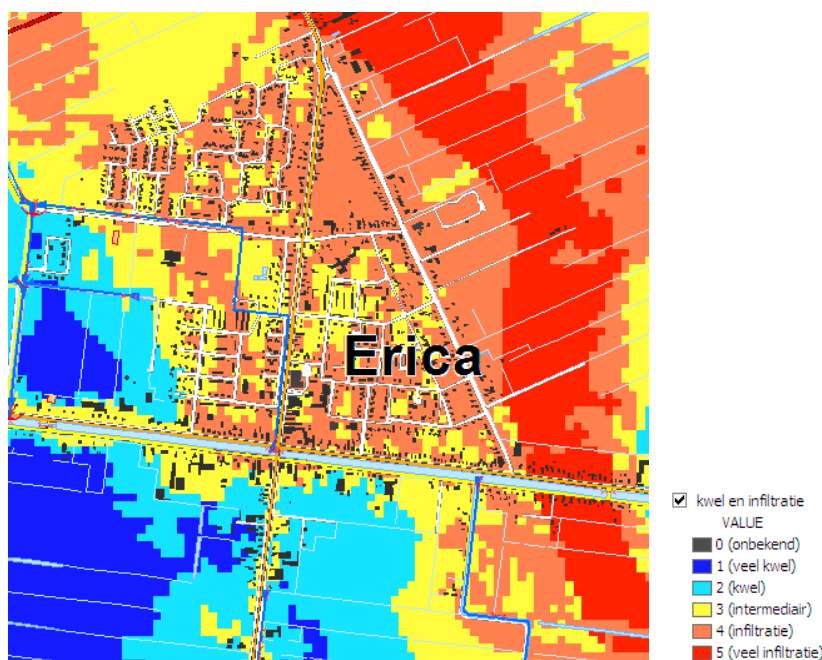 Erica
kwel en infiltratie
VALUE
0 (onbekend)
1 (veel kwel)
2 (kwel)
3 (intermediair)
4 (infiltratie)
5 (veel infiltratie)